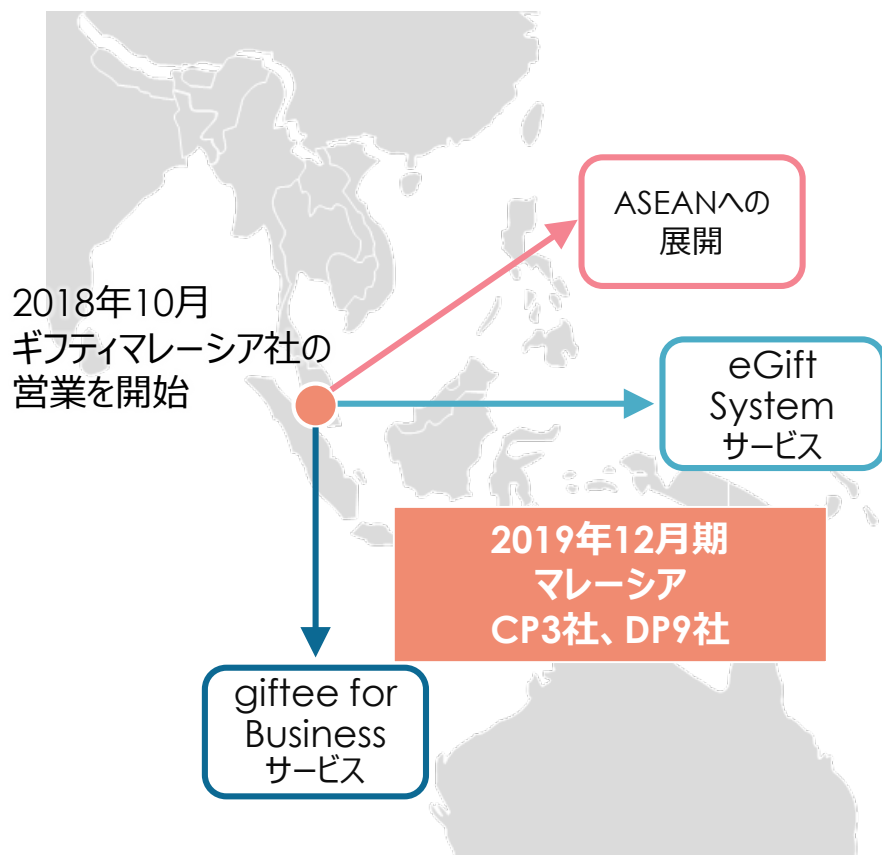 ASEANへの
展開
2018年10月
ギフティマレーシア社の
営業を開始
eGift
System
サービス
2019年12月期
マレーシア
CP3社、DP9社
giftee for
Business
サービス